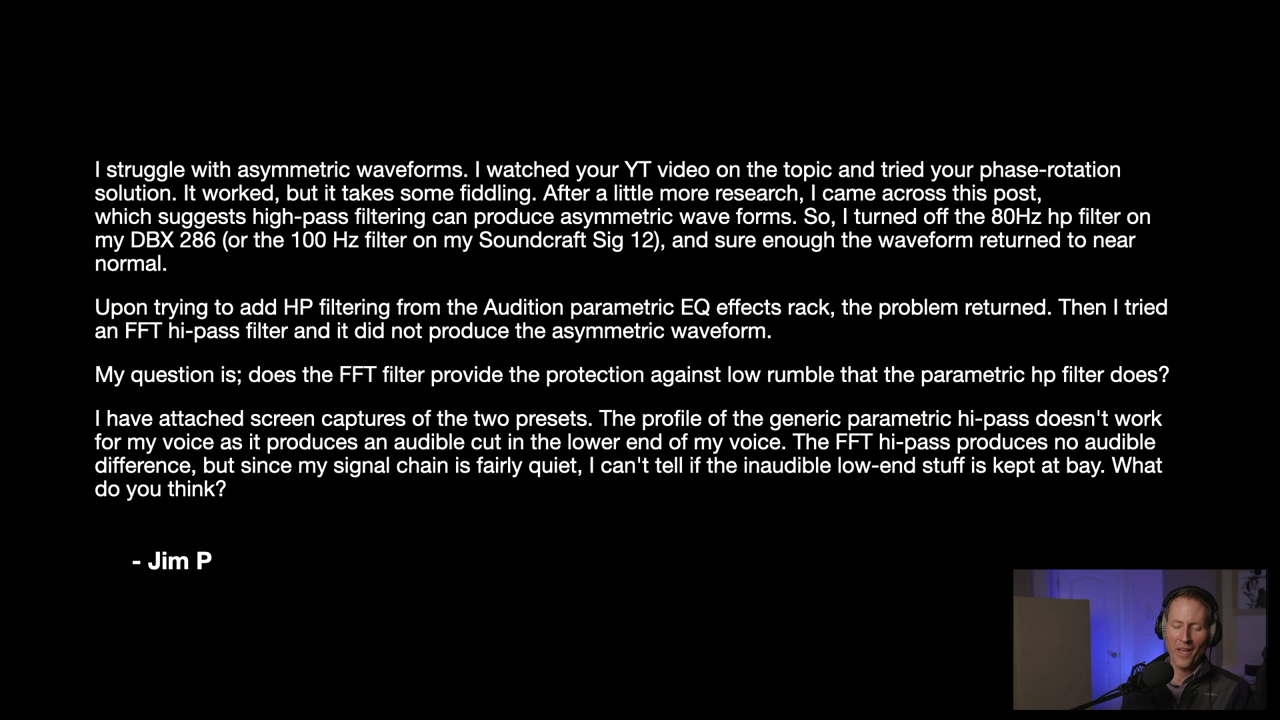 I struggle with asymmetric waveforms. I watched your YT video on the topic and tried your phase-rotation
solution. It worked, but it takes some fiddling. After a little more research, I came across this post,
which suggests high-pass filtering can produce asymmetric wave forms. So, I turned off the 80Hz hp filter on
my DBX 286 (or the 100 Hz filter on my Soundcraft Sig 12), and sure enough the waveform returned to near
normal.
Upon trying to add HP filtering from the Audition parametric EQ effects rack, the problem returned. Then I tried
an FFT hi-pass filter and it did not produce the asymmetric waveform.
My question is; does the FFT filter provide the protection against low rumble that the parametric hp filter does?
I have attached screen captures of the two presets. The profile of the generic parametric hi-pass doesn't work
for my voice as it produces an audible cut in the lower end of my voice. The FFT hi-pass produces no audible
difference, but since my signal chain is fairly quiet, I can't tell if the inaudible low-end stuff is kept at bay. What
do you think?
- Jim P